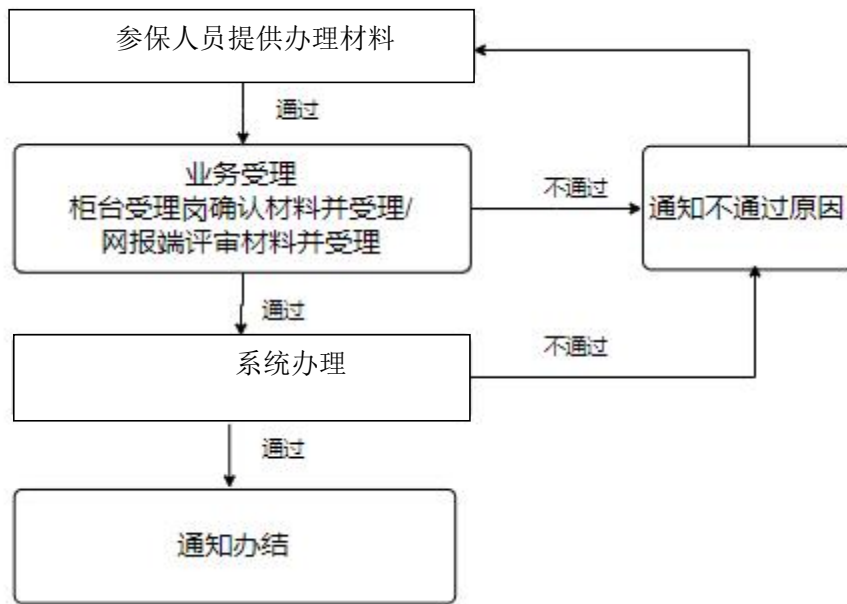 参保人员提供办理材料
通过
业务受理
柜台受理岗确认材料并受理/
网报端评审材料并受理
不通过
通知不通过原因
通过
系统办理
不通过
通过
通知办结